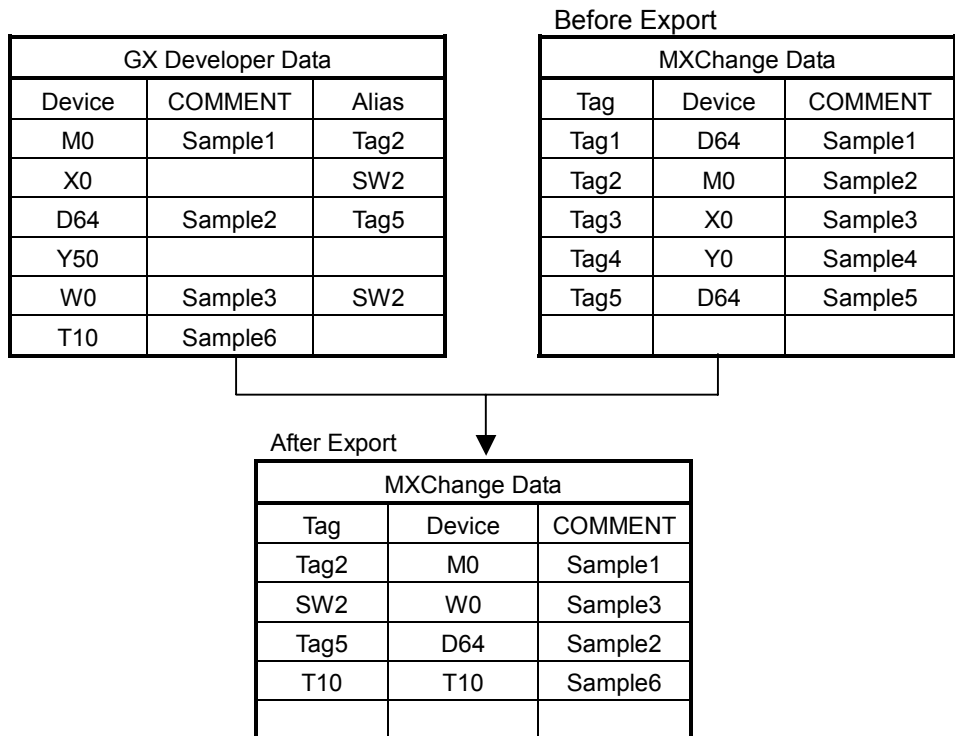 Before Export
GX Developer Data
Device COMMENT Alias
M0 Sample1 Tag2
X0 SW2
D64 Sample2 Tag5
Y50
W0 Sample3 SW2
T10 Sample6
MXChange Data
Tag Device COMMENT
Tag1 D64 Sample1
Tag2 M0 Sample2
Tag3 X0 Sample3
Tag4 Y0 Sample4
Tag5 D64 Sample5
After Export
MXChange Data
Tag Device COMMENT
Tag2 M0 Sample1
SW2 W0 Sample3
Tag5 D64 Sample2
T10 T10 Sample6